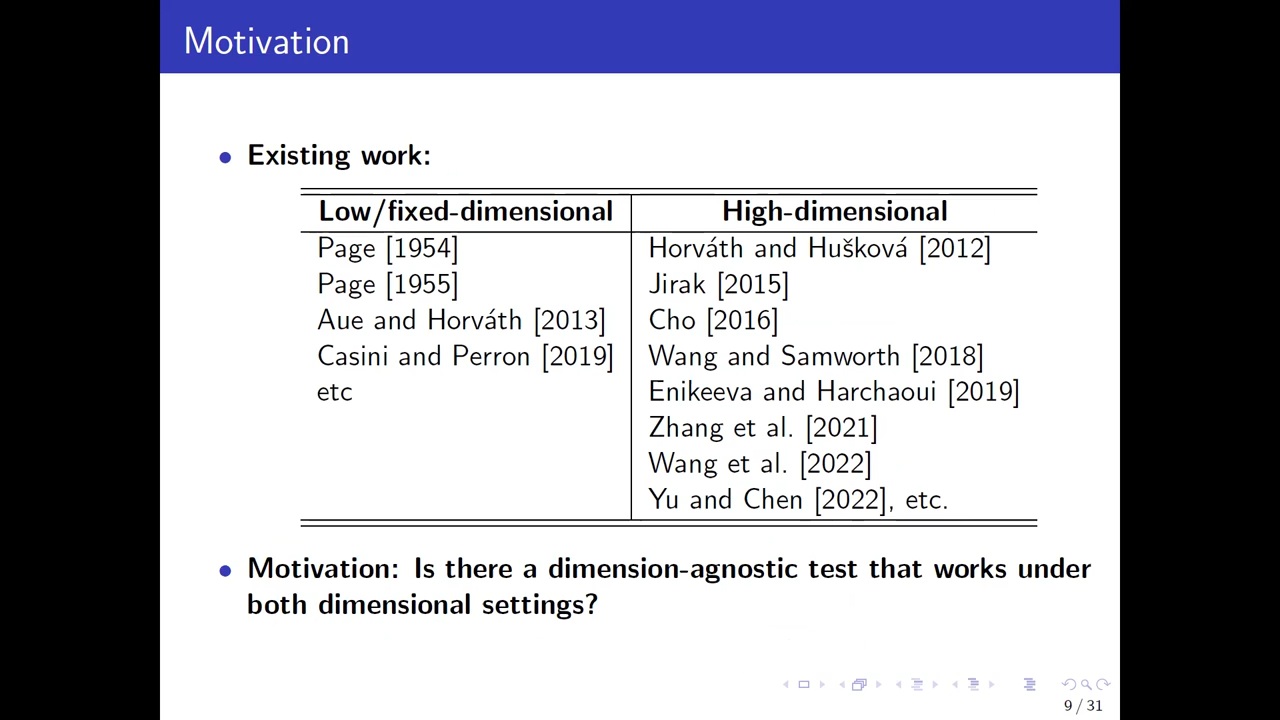 Motivation
• Existing work:
Low/fixed-dimensional High-dimensional
Page [1954] Horváth and Hušková [2012]
Page [1955] Jirak [2015]
Aue and Horváth [2013] Cho [2016]
Casini and Perron [2019] Wang and Samworth [2018]
etc Enikeeva and Harchaoui [2019]
Zhang et al. [2021]
Wang et al. [2022]
Yu and Chen [2022], etc.
• Motivation: Is there a dimension-agnostic test that works under
both dimensional settings?
9 / 31